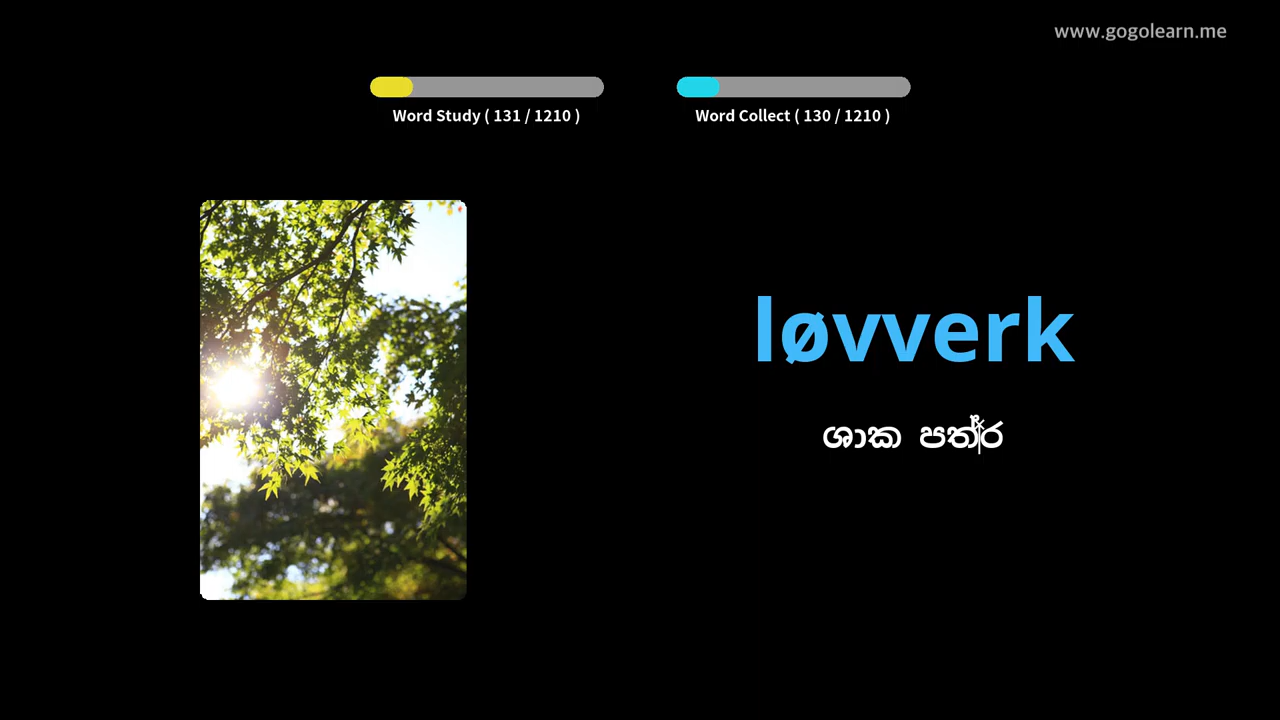 www.gogolearn.me
Word Study ( 131 / 1210 )
Word Collect ( 130 / 1210 )
løvverk
ශාක පත්‍ර